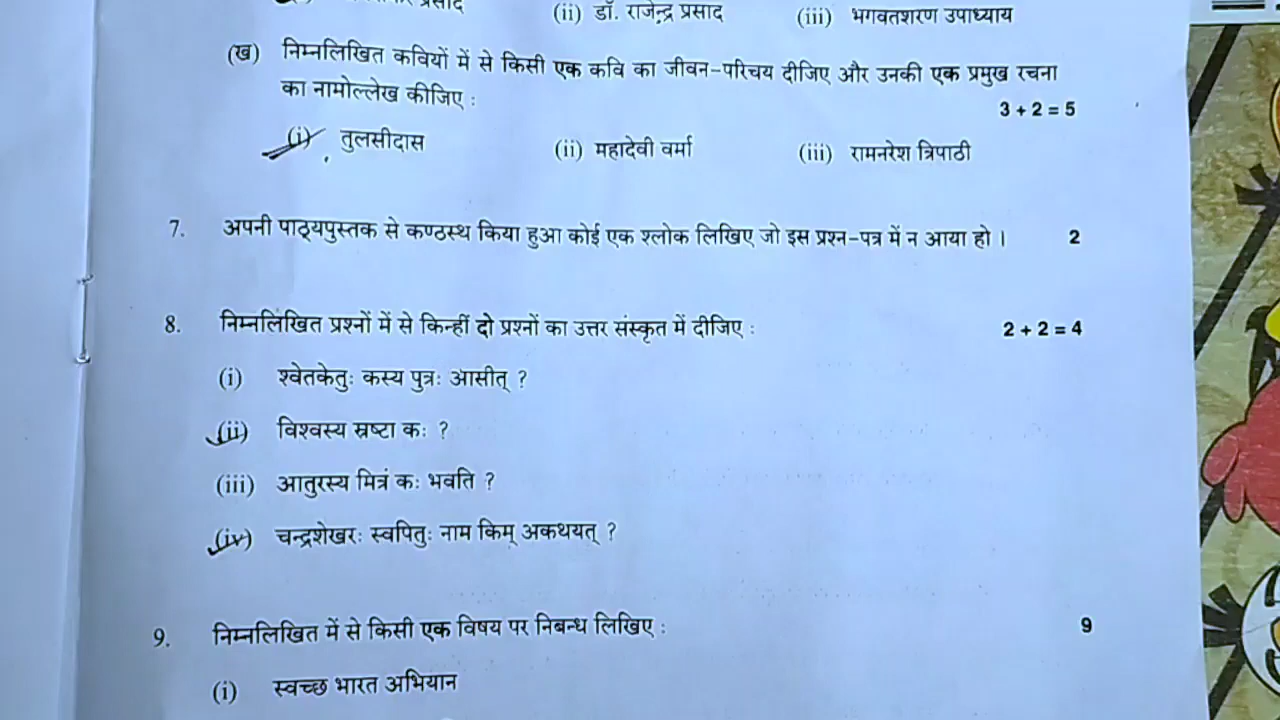 प्रसाद (ii) डॉ. राजेन्द्र प्रसाद (iii) भगवतशरण उपाध्याय
(ख) निम्नलिखित कवियों में से किसी एक कवि का जीवन-परिचय दीजिए और उनकी एक प्रमुख रचना
का नामोल्लेख कीजिए : 3 + 2 = 5
(i) तुलसीदास (ii) महादेवी वर्मा (iii) रामनरेश त्रिपाठी
7. अपनी पाठ्यपुस्तक से कण्ठस्थ किया हुआ कोई एक श्लोक लिखिए जो इस प्रश्न-पत्र में न आया हो । 2
8. निम्नलिखित प्रश्नों में से किन्हीं दो प्रश्नों का उत्तर संस्कृत में दीजिए : 2 + 2 = 4
(i) श्वेतकेतुः कस्य पुत्रः आसीत् ?
(ii) विश्वस्य स्रष्टा कः ?
(iii) आतुरस्य मित्रं कः भवति ?
(iv) चन्द्रशेखरः स्वपितुः नाम किम् अकथयत् ?
9. निम्नलिखित में से किसी एक विषय पर निबन्ध लिखिए : 9
(i) स्वच्छ भारत अभियान